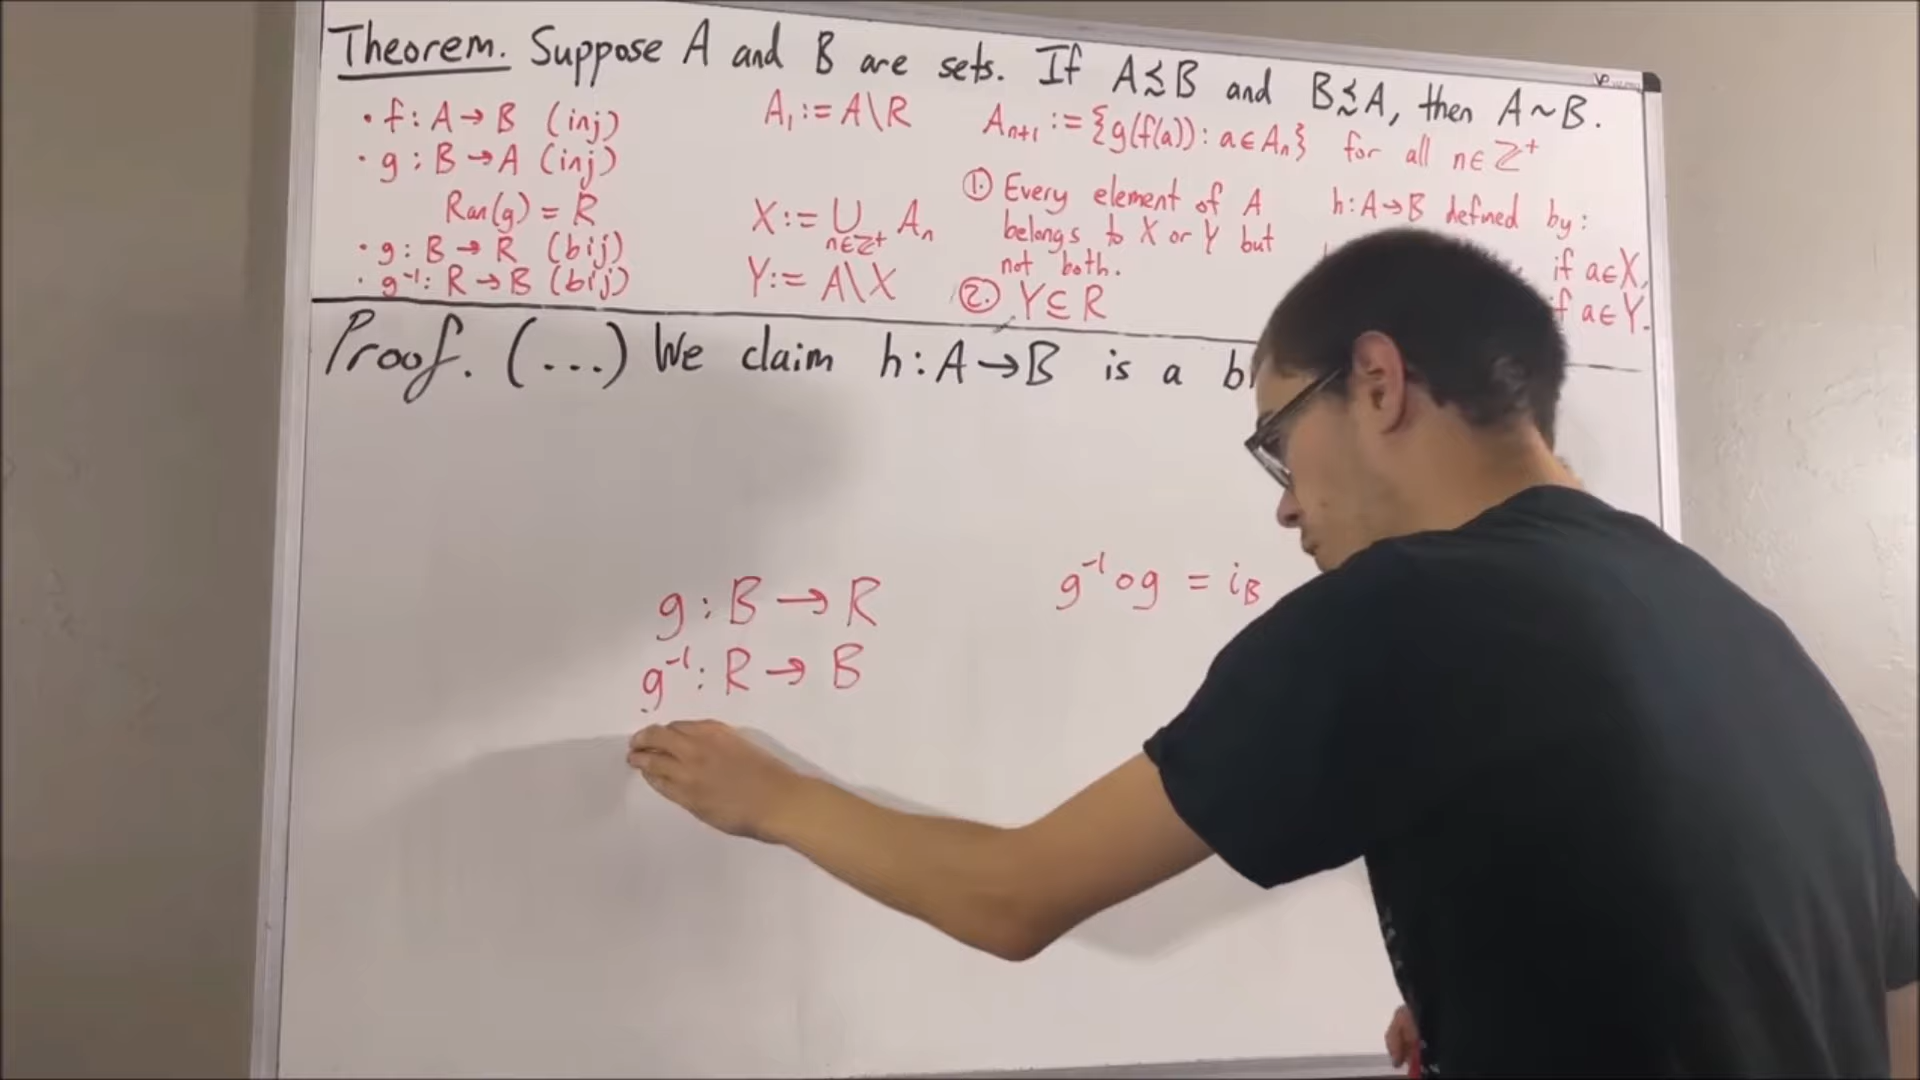 Theorem. Suppose A and B are sets. If A≾B and B≾A, then A~B.
• f: A→B (inj)
• g: B→A (inj)
Ran(g) = R
• g: B→R (bij)
• g⁻¹: R→B (bij)
A₁ := A\R
X := ∪ₙ∈ℤ⁺ Aₙ
Y := A\X
Aₙ₊₁ := {g(f(a)) : a∈Aₙ} for all n∈ℤ⁺
① Every element of A
belongs to X or Y but
not both.
② Y⊆R
h: A→B defined by:
if a∈X,
if a∈Y.
Proof. (...) We claim h: A→B is a
g: B→R
g⁻¹: R→B
g⁻¹∘g = i_B